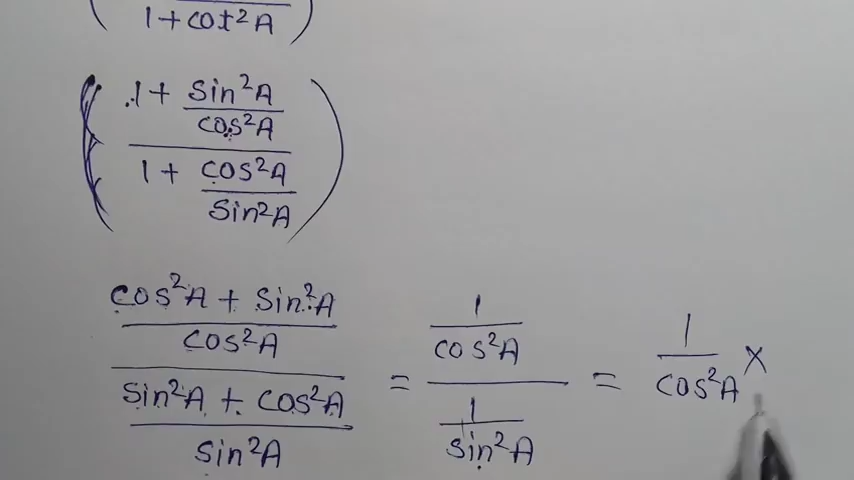 ( 1 + cot²A )
( 1 + sin²A / cos²A
1 + cos²A / sin²A )
cos²A + sin²A / cos²A
sin²A + cos²A / sin²A
= 1 / cos²A
1 / sin²A
= 1 / cos²A ×